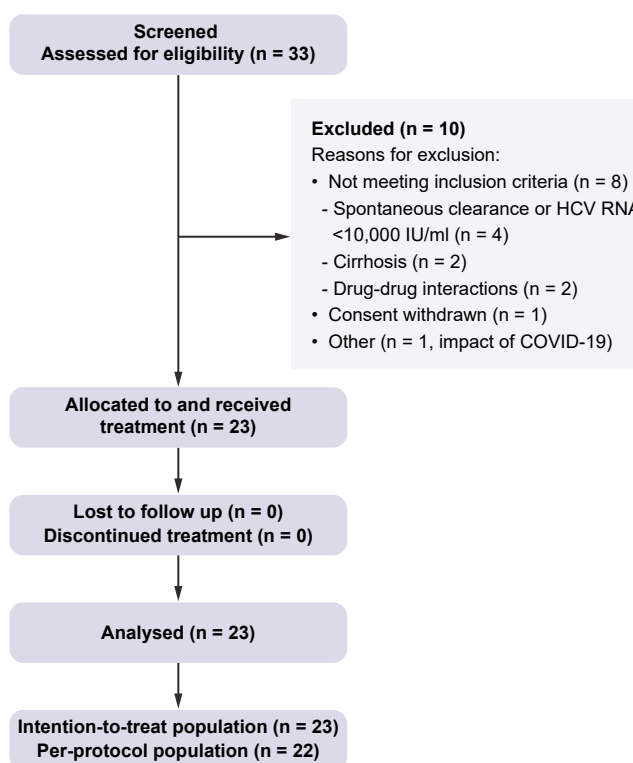 Screened
Assessed for eligibility (n = 33)
Excluded (n = 10)
Reasons for exclusion:
• Not meeting inclusion criteria (n = 8)
- Spontaneous clearance or HCV RNA
<10,000 IU/ml (n = 4)
- Cirrhosis (n = 2)
- Drug-drug interactions (n = 2)
• Consent withdrawn (n = 1)
• Other (n = 1, impact of COVID-19)
Allocated to and received
treatment (n = 23)
Lost to follow up (n = 0)
Discontinued treatment (n = 0)
Analysed (n = 23)
Intention-to-treat population (n = 23)
Per-protocol population (n = 22)